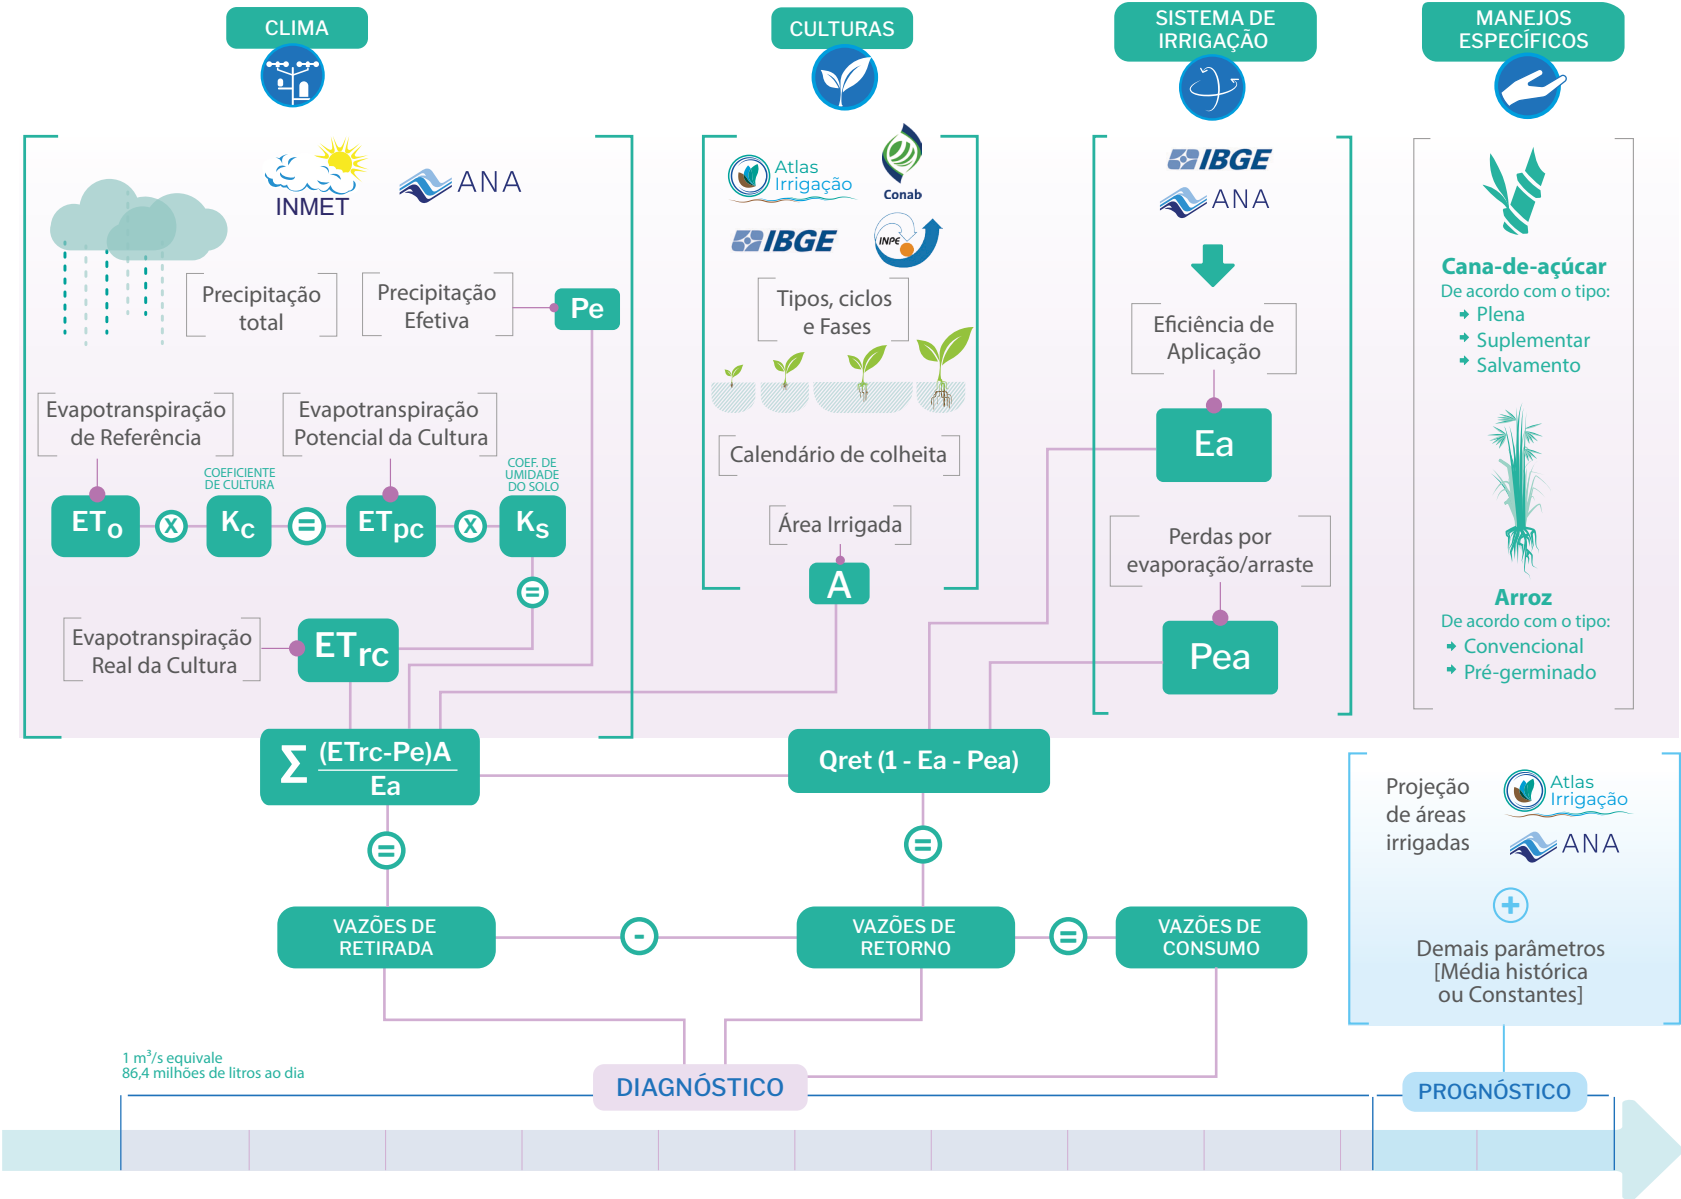 CLIMA
INMET
ANA
Precipitação
total
Precipitação
Efetiva
Pe
Evapotranspiração
de Referência
Evapotranspiração
Potencial da Cultura
COEFICIENTE
DE CULTURA
COEF. DE
UMIDADE
DO SOLO
ETo
x
Kc
=
ETpc
x
Ks
=
Evapotranspiração
Real da Cultura
ETrc
CULTURAS
Atlas
Irrigação
Conab
IBGE
INPE
Tipos, ciclos
e Fases
Calendário de colheita
Área Irrigada
A
SISTEMA DE
IRRIGAÇÃO
IBGE
ANA
Eficiência de
Aplicação
Ea
Perdas por
evaporação/arraste
Pea
MANEJOS
ESPECÍFICOS
Cana-de-açúcar
De acordo com o tipo:
Plena
Suplementar
Salvamento
Arroz
De acordo com o tipo:
Convencional
Pré-germinado
∑ (ETrc-Pe)A
Ea
Qret (1 - Ea - Pea)
=
=
VAZÕES DE
RETIRADA
-
VAZÕES DE
RETORNO
=
VAZÕES DE
CONSUMO
Projeção
de áreas
irrigadas
Atlas
Irrigação
ANA
+
Demais parâmetros
[Média histórica
ou Constantes]
1 m³/s equivale
86,4 milhões de litros ao dia
DIAGNÓSTICO
PROGNÓSTICO